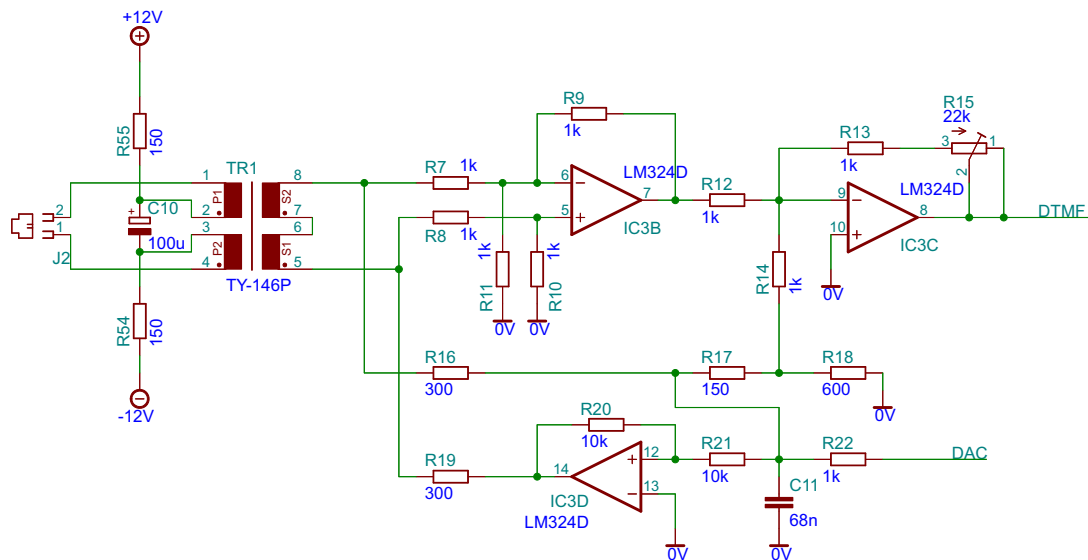 +12V
R55
150
TR1
1
8
P1
S2
C10
+
2
7
2
1
J2
3
6
100u
P2
S1
4
5
TY-146P
R54
150
-12V
R9
1k
R7
1k
6
7
LM324D
5
IC3B
R8
1k
R11
1k
R10
1k
0V
0V
R12
1k
R13
1k
R15
22k
3
1
2
LM324D
9
8
10
IC3C
DTMF
0V
R14
1k
R16
300
R17
150
R18
600
0V
R20
10k
R19
300
14
12
13
IC3D
LM324D
R21
10k
R22
1k
DAC
C11
68n
0V
0V